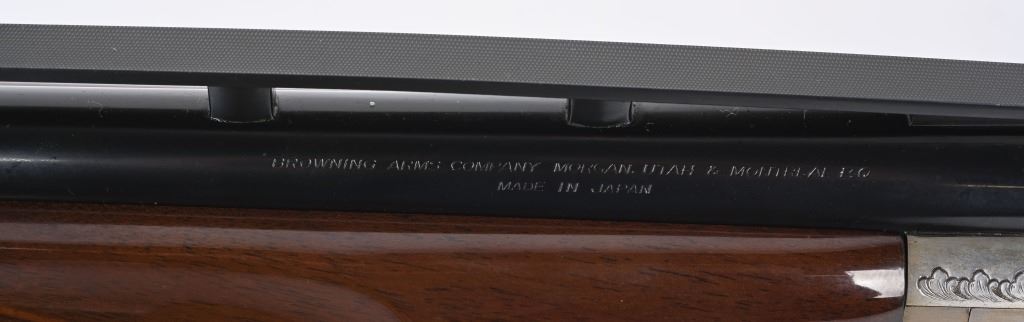 BROWNING ARMS COMPANY MORGAN, UTAH & MONTREAL P.Q.
MADE IN JAPAN